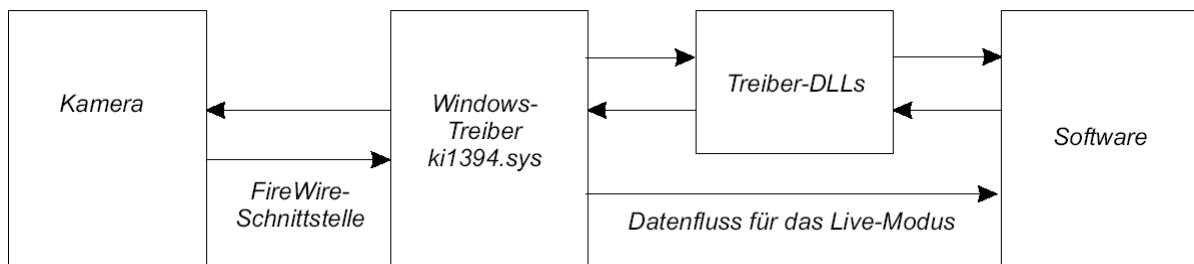 Kamera
Windows-
Treiber
ki1394.sys
Treiber-DLLs
Software
FireWire-
Schnittstelle
Datenfluss für das Live-Modus